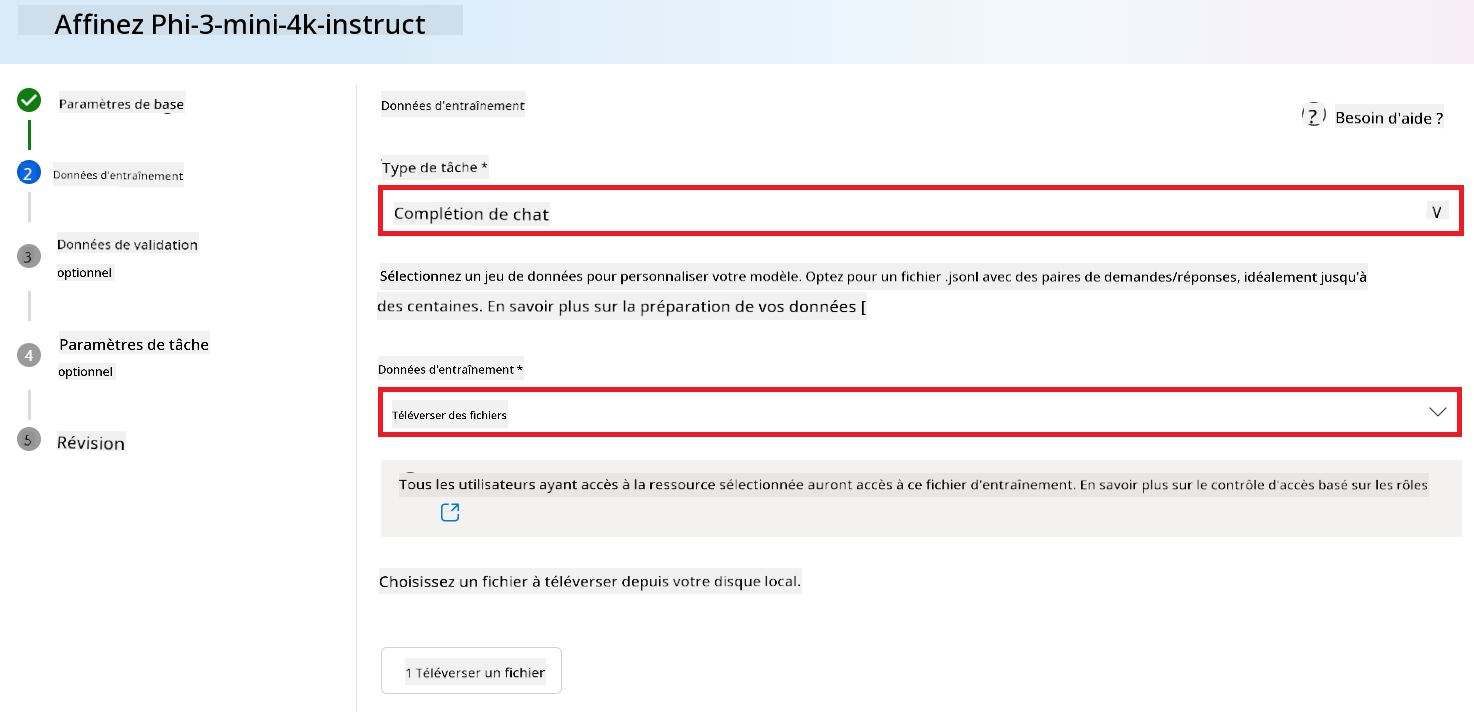 Affinez Phi-3-mini-4k-instruct
Paramètres de base
2
Données d'entraînement
3
Données de validation
optionnel
4
Paramètres de tâche
optionnel
5
Révision
Données d'entraînement
? Besoin d'aide ?
Type de tâche *
Complétion de chat V
Sélectionnez un jeu de données pour personnaliser votre modèle. Optez pour un fichier .jsonl avec des paires de demandes/réponses, idéalement jusqu'à
des centaines. En savoir plus sur la préparation de vos données [
Données d'entraînement *
Téléverser des fichiers
Tous les utilisateurs ayant accès à la ressource sélectionnée auront accès à ce fichier d'entraînement. En savoir plus sur le contrôle d'accès basé sur les rôles
Choisissez un fichier à téléverser depuis votre disque local.
1 Téléverser un fichier